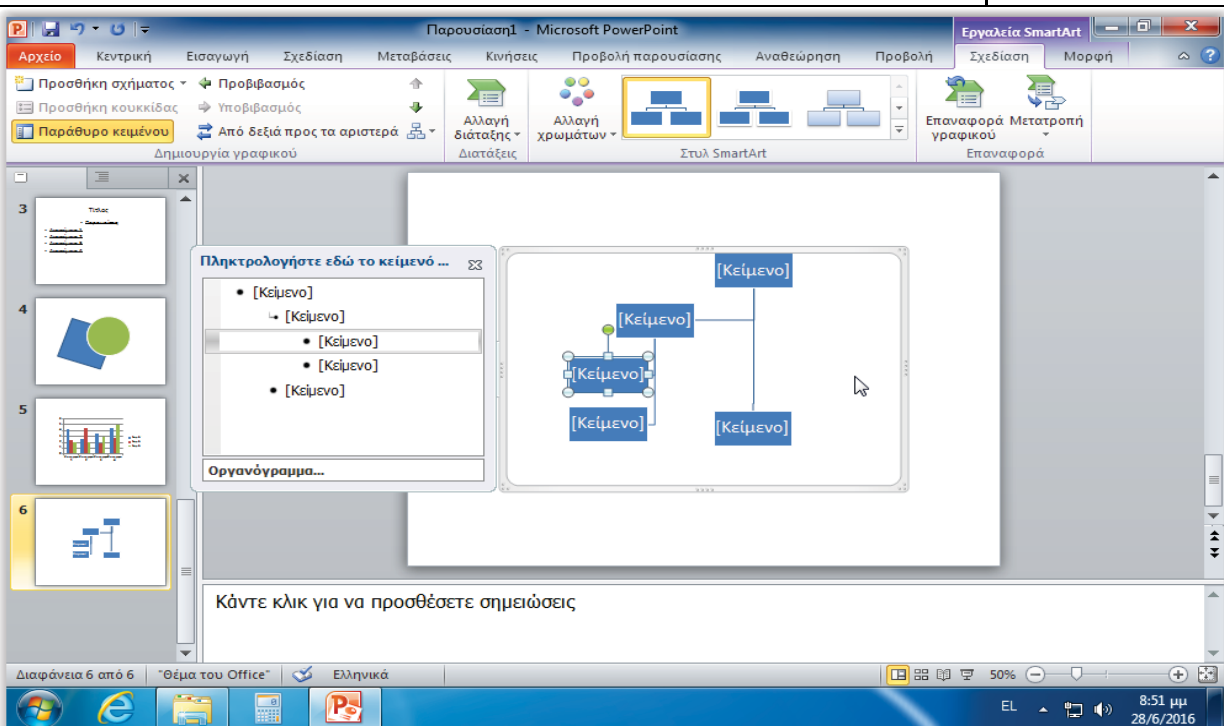 Παρουσίαση1 - Microsoft PowerPoint
Εργαλεία SmartArt
Αρχείο Κεντρική Εισαγωγή Σχεδίαση Μεταβάσεις Κινήσεις Προβολή παρουσίασης Αναθεώρηση Προβολή Σχεδίαση Μορφή
Προσθήκη σχήματος
Προβιβασμός
Προσθήκη κουκκίδας
Υποβιβασμός
Παράθυρο κειμένου
Από δεξιά προς τα αριστερά
Δημιουργία γραφικού
Αλλαγή
διάταξης
Διατάξεις
Αλλαγή
χρωμάτων
Στυλ SmartArt
Επαναφορά
γραφικού
Μετατροπή
Επαναφορά
3
Τίτλος
4
5
6
Πληκτρολογήστε εδώ το κείμενό ...
[Κείμενο]
[Κείμενο]
[Κείμενο]
[Κείμενο]
[Κείμενο]
Οργανόγραμμα...
[Κείμενο]
[Κείμενο]
[Κείμενο]
[Κείμενο]
[Κείμενο]
Κάντε κλικ για να προσθέσετε σημειώσεις
Διαφάνεια 6 από 6 "Θέμα του Office" Ελληνικά 50%
EL
8:51 μμ
28/6/2016